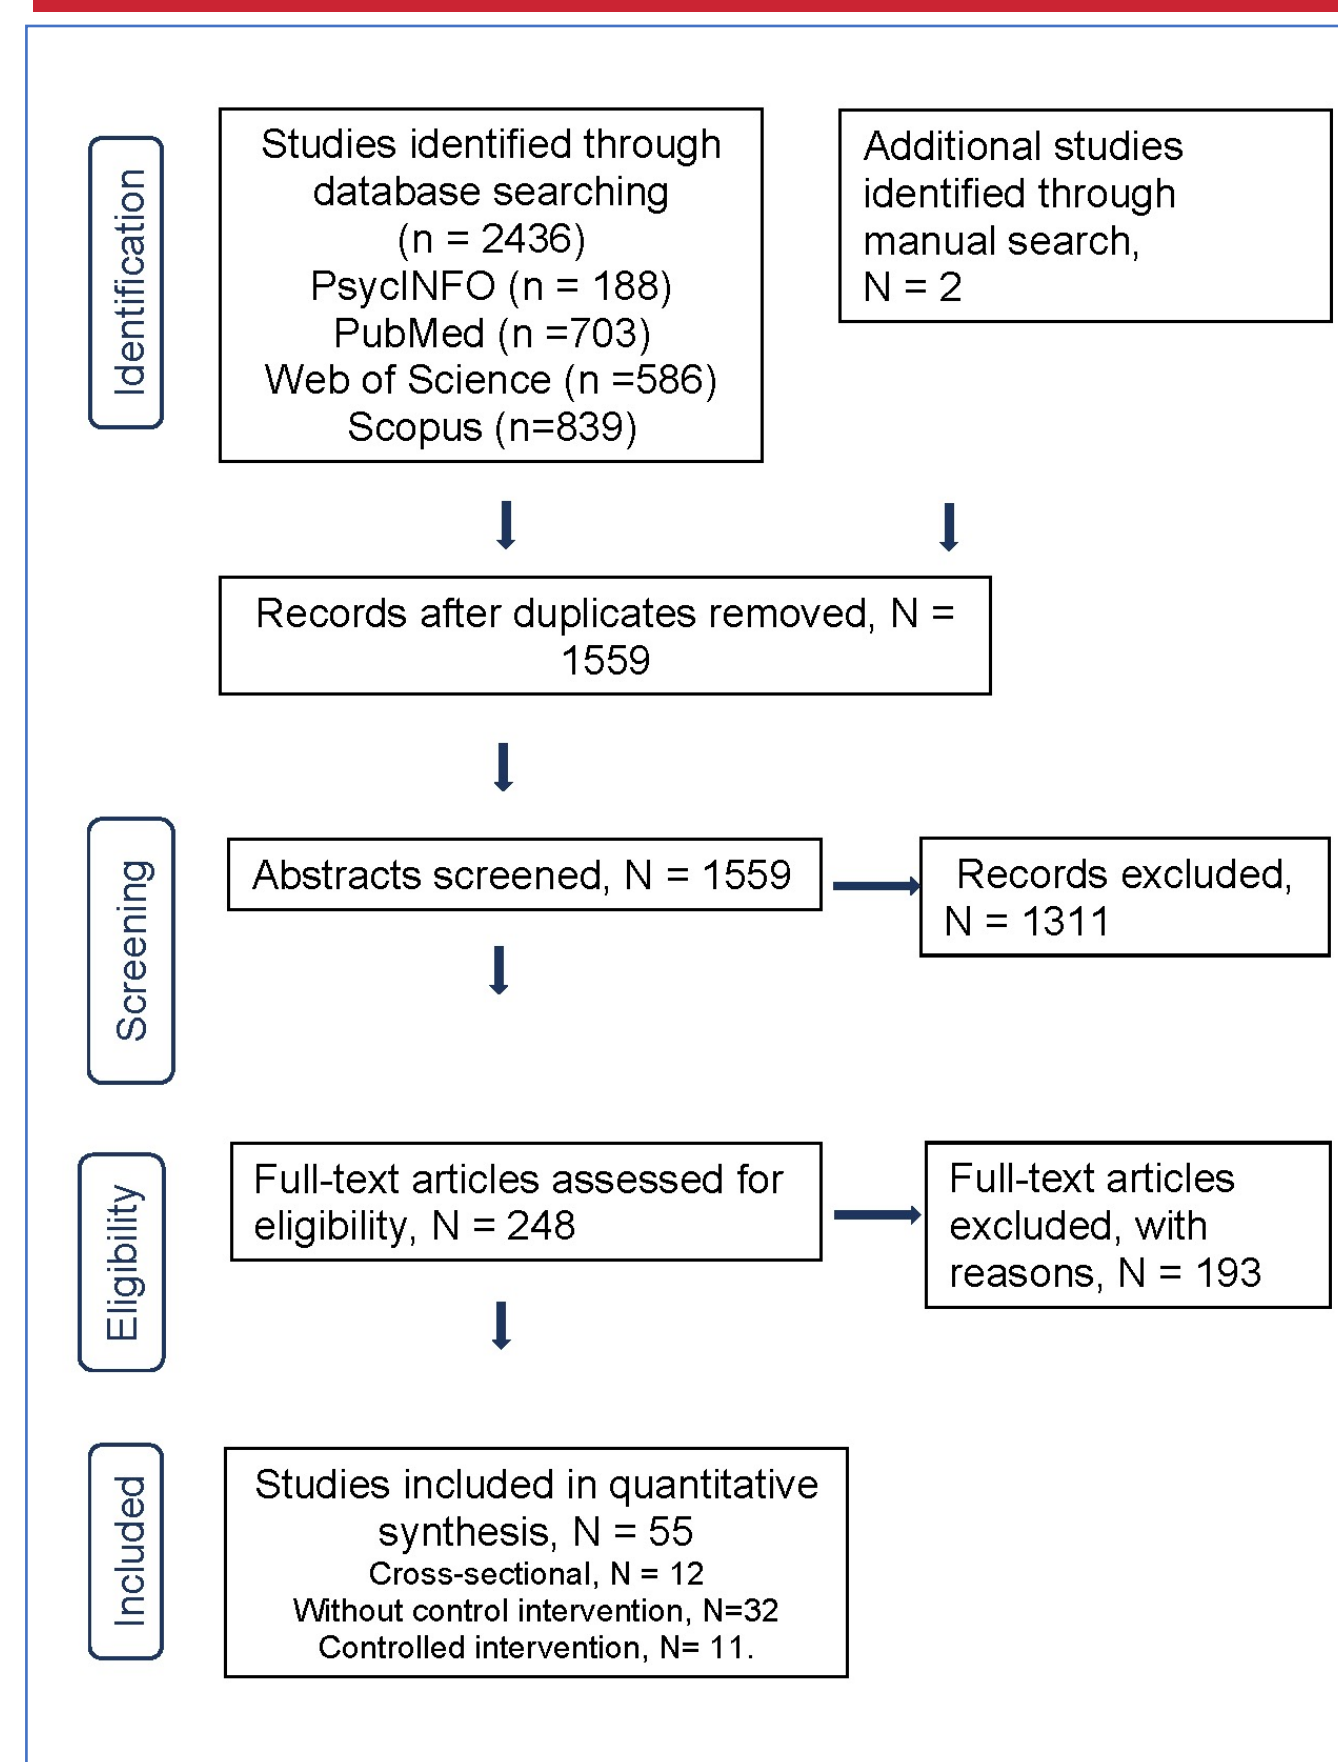 Identification
Studies identified through
database searching
(n = 2436)
PsycINFO (n = 188)
PubMed (n =703)
Web of Science (n =586)
Scopus (n=839)
Additional studies
identified through
manual search,
N = 2
Records after duplicates removed, N =
1559
Screening
Abstracts screened, N = 1559
Records excluded,
N = 1311
Eligibility
Full-text articles assessed for
eligibility, N = 248
Full-text articles
excluded, with
reasons, N = 193
Included
Studies included in quantitative
synthesis, N = 55
Cross-sectional, N = 12
Without control intervention, N=32
Controlled intervention, N= 11.